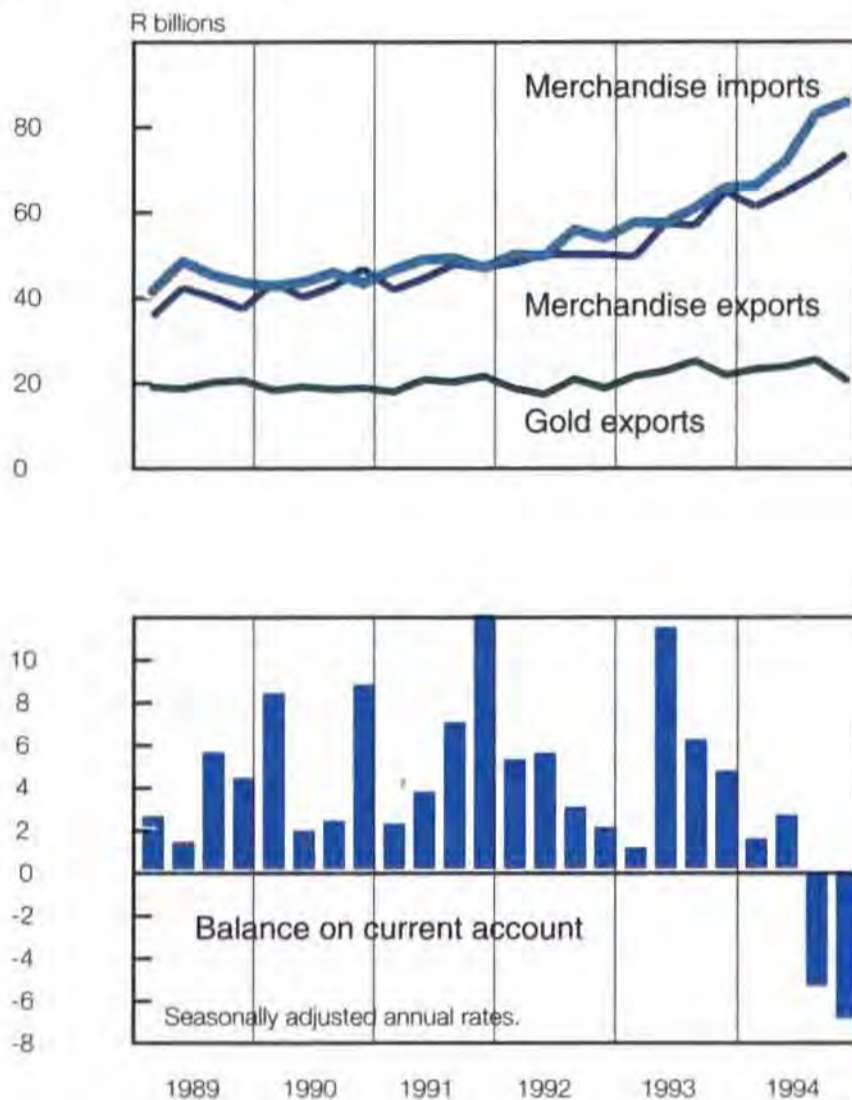 R billions
Merchandise imports
80
60
40
Merchandise exports
20
Gold exports
0
10
8
6
4
2
0
-2
Balance on current account
-4
-6
Seasonally adjusted annual rates.
-8
1989 1990 1991 1992 1993 1994